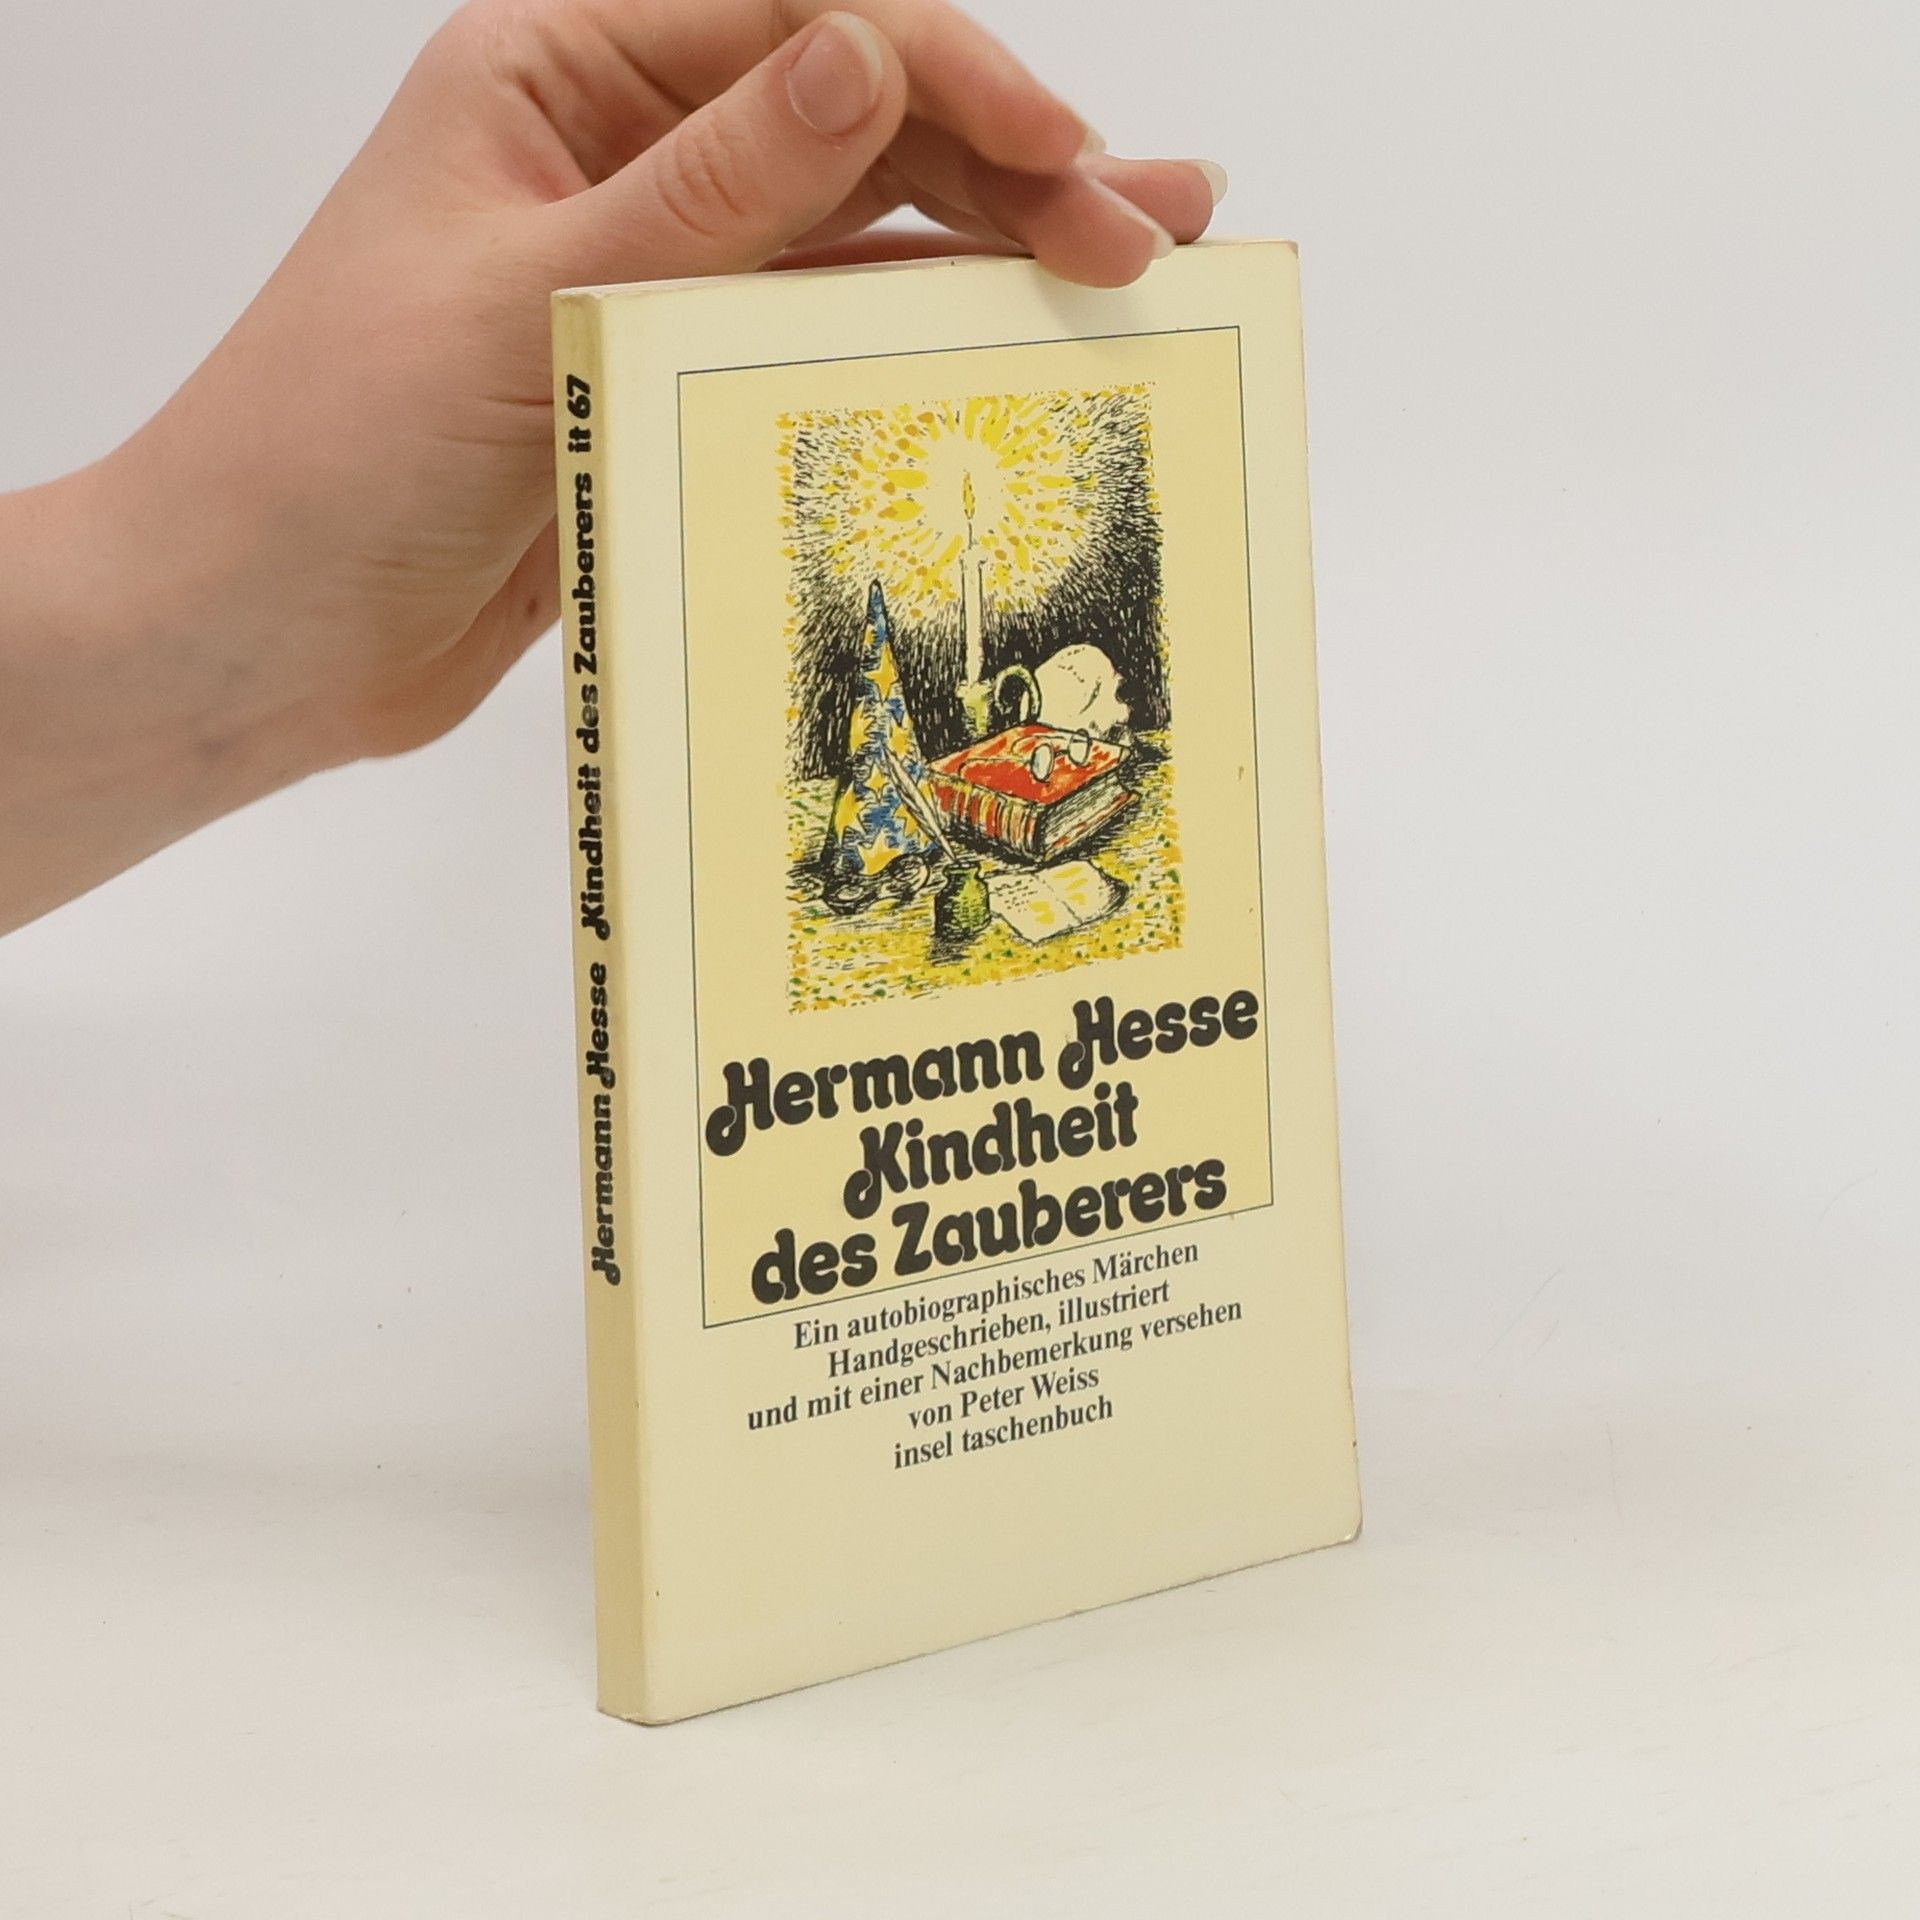 Hermann Hesse Kindheit des Zauberers it 67
Hermann Hesse
Kindheit
des Zauberers
Ein autobiographisches Märchen
Handgeschrieben, illustriert
und mit einer Nachbemerkung versehen
von Peter Weiss
insel taschenbuch